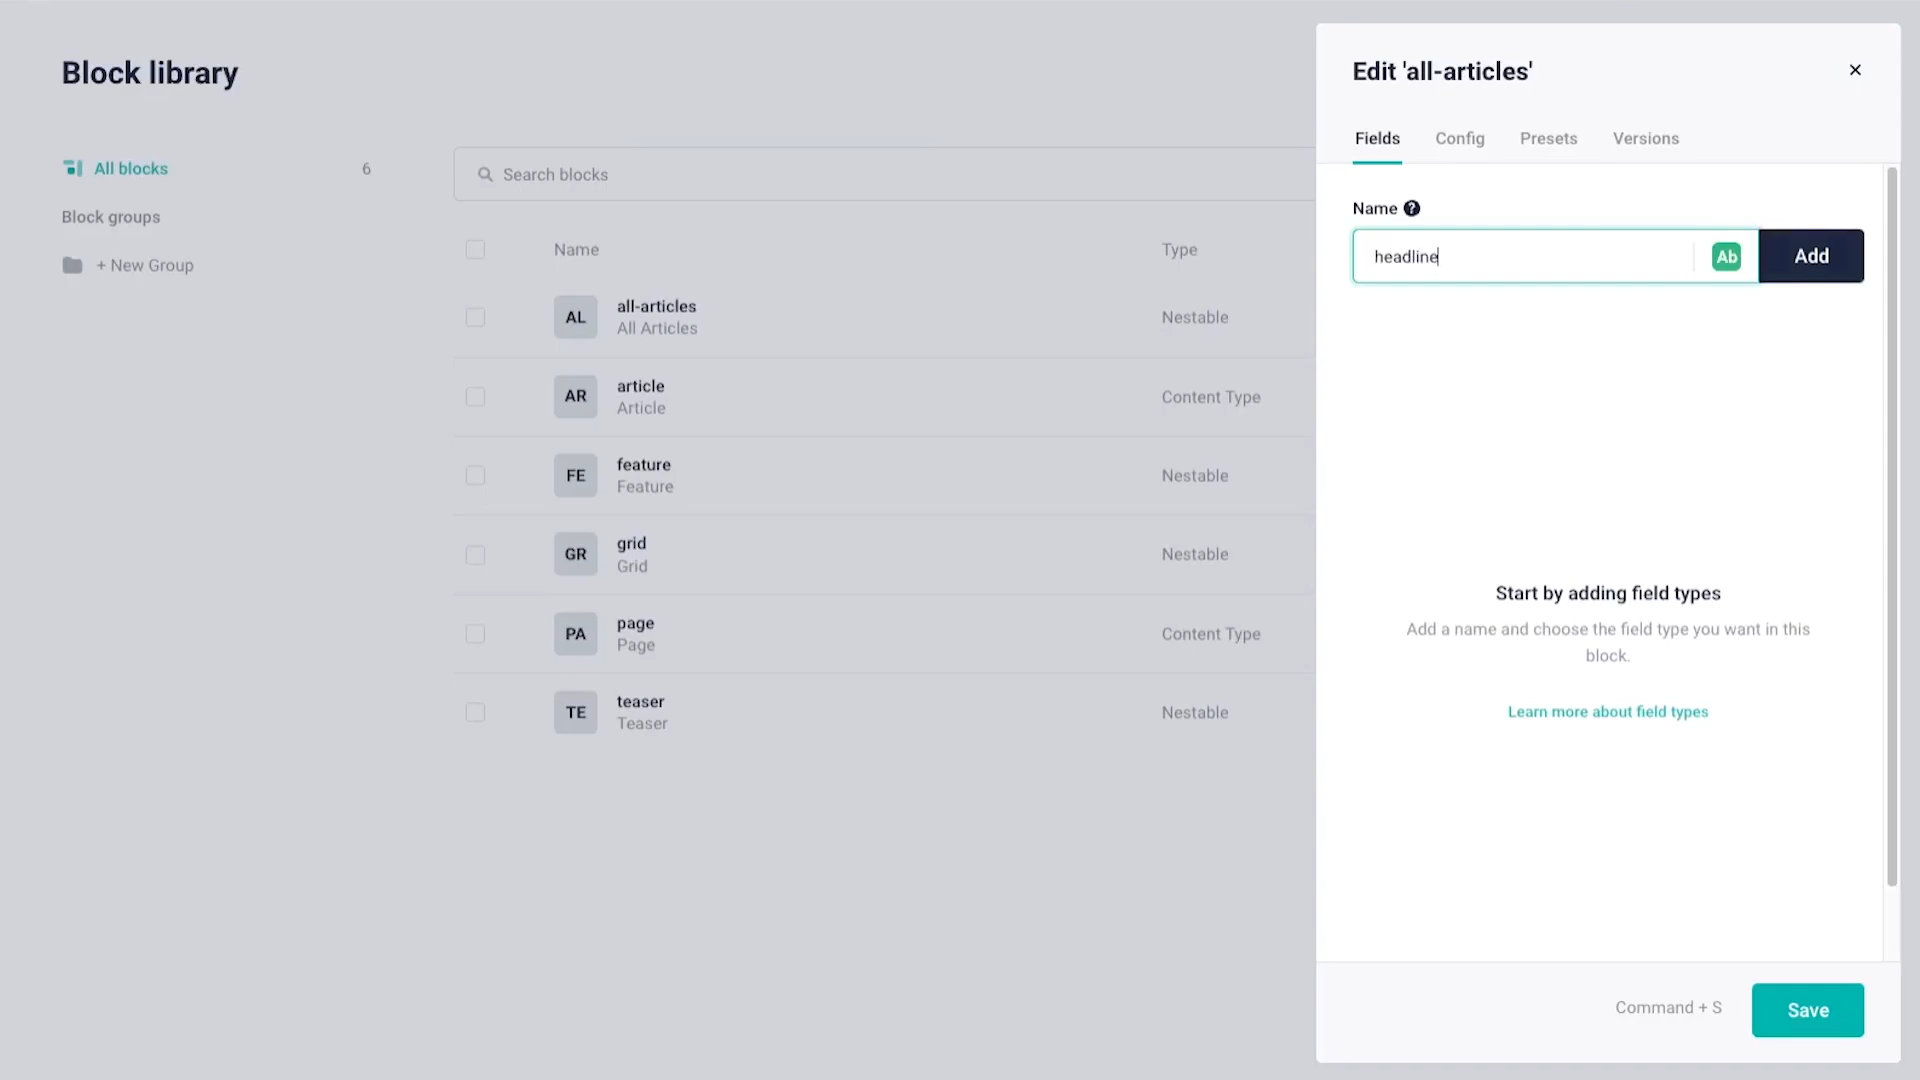 Block library
All blocks 6
Block groups
+ New Group
Search blocks
Name Type
AL all-articles Nestable
All Articles
AR article Content Type
Article
FE feature Nestable
Feature
GR grid Nestable
Grid
PA page Content Type
Page
TE teaser Nestable
Teaser
Edit 'all-articles'
Fields Config Presets Versions
Name ?
headline Ab Add
Start by adding field types
Add a name and choose the field type you want in this
block.
Learn more about field types
Command + S Save